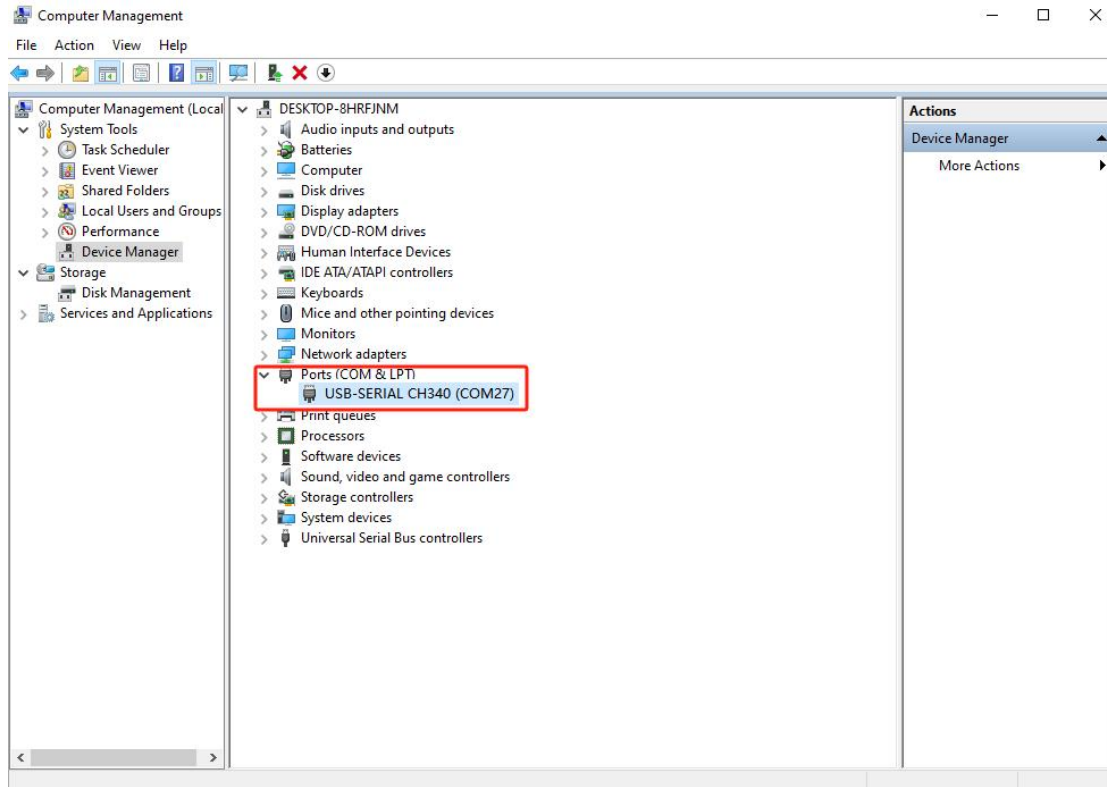 Computer Management
File Action View Help
Computer Management (Local
System Tools
Task Scheduler
Event Viewer
Shared Folders
Local Users and Groups
Performance
Device Manager
Storage
Disk Management
Services and Applications
DESKTOP-8HRFJNM
Audio inputs and outputs
Batteries
Computer
Disk drives
Display adapters
DVD/CD-ROM drives
Human Interface Devices
IDE ATA/ATAPI controllers
Keyboards
Mice and other pointing devices
Monitors
Network adapters
Ports (COM & LPT)
USB-SERIAL CH340 (COM27)
Print queues
Processors
Software devices
Sound, video and game controllers
Storage controllers
System devices
Universal Serial Bus controllers
Actions
Device Manager
More Actions